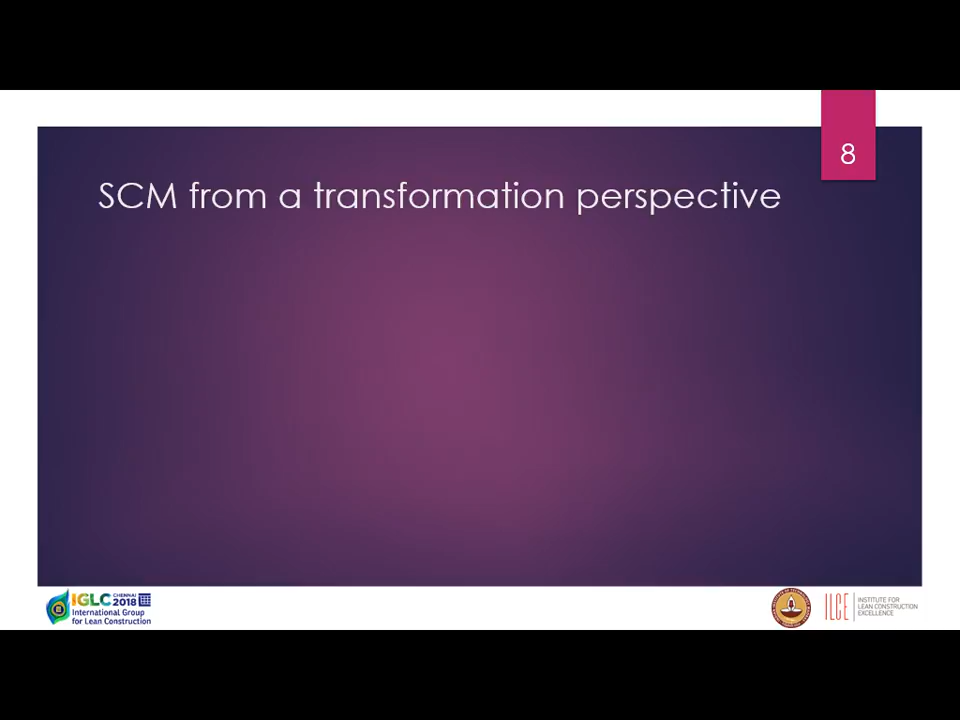 8
SCM from a transformation perspective
IGLC CHENNAI 2018
International Group
for Lean Construction
ILCE
INSTITUTE FOR
LEAN CONSTRUCTION
EXCELLENCE